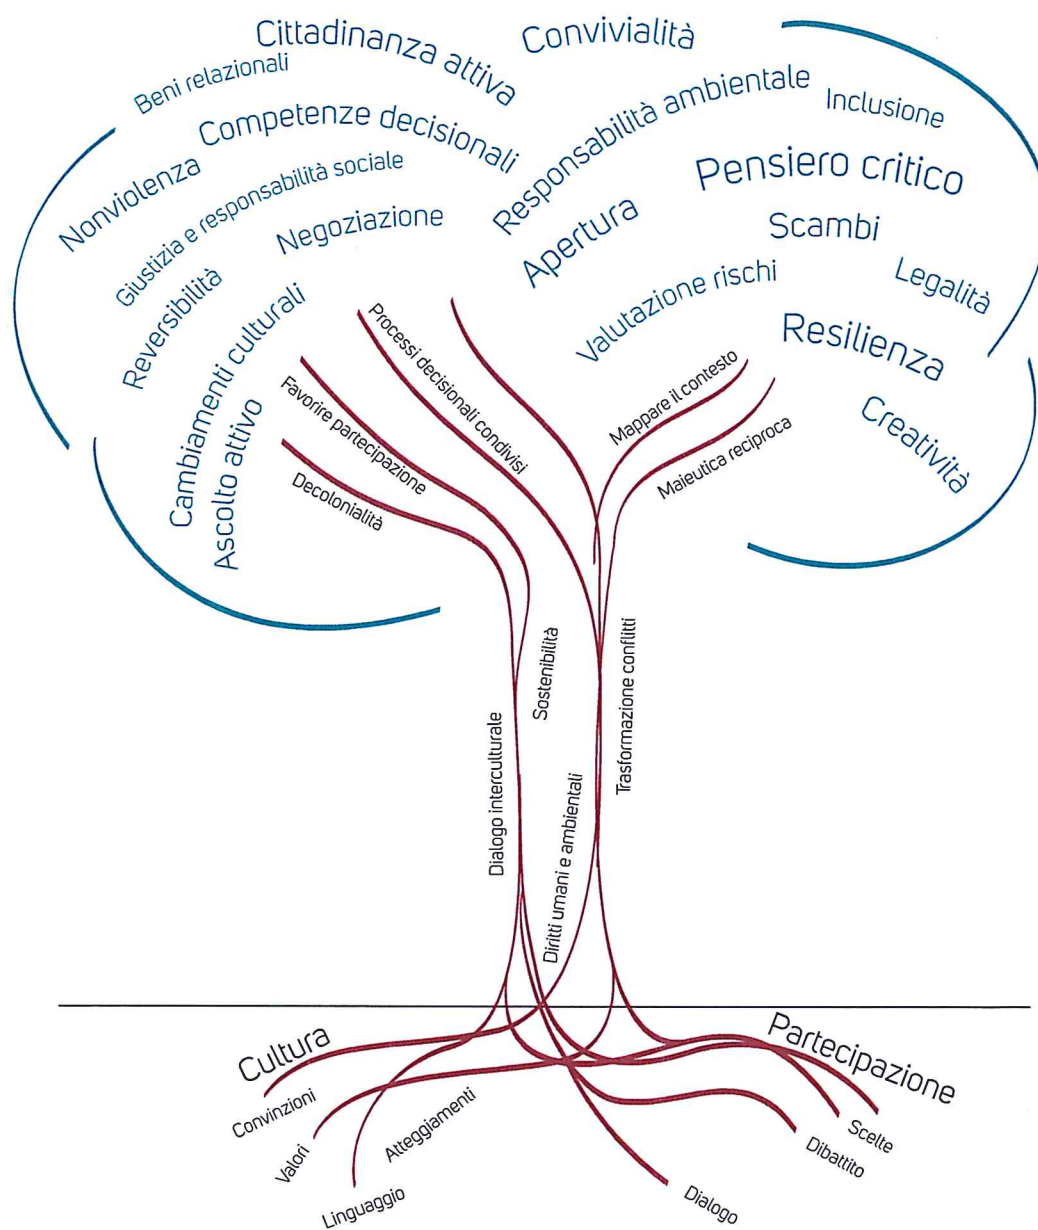 Cittadinanza attiva
Convivialità
Beni relazionali
Responsabilità ambientale
Inclusione
Competenze decisionali
Nonviolenza
Giustizia e responsabilità sociale
Pensiero critico
Negoziazione
Apertura
Scambi
Reversibilità
Legalità
Valutazione rischi
Cambiamenti culturali
Resilienza
Ascolto attivo
Creatività
Processi decisionali condivisi
Favorire partecipazione
Decolonialità
Mappare il contesto
Maieutica reciproca
Sostenibilità
Trasformazione conflitti
Dialogo interculturale
Diritti umani e ambientali
Cultura
Partecipazione
Convinzioni
Valori
Atteggiamenti
Linguaggio
Scelte
Dibattito
Dialogo